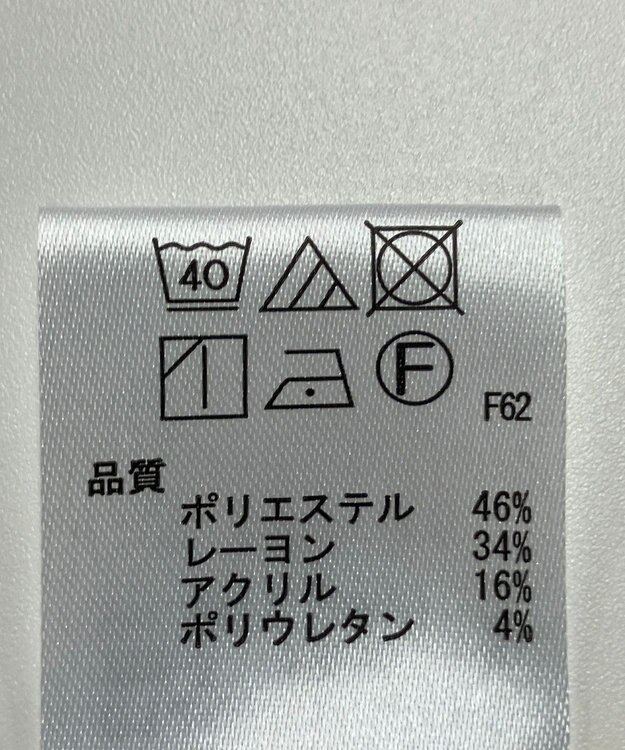 40
F
F62
品質
ポリエステル 46%
レーヨン 34%
アクリル 16%
ポリウレタン 4%